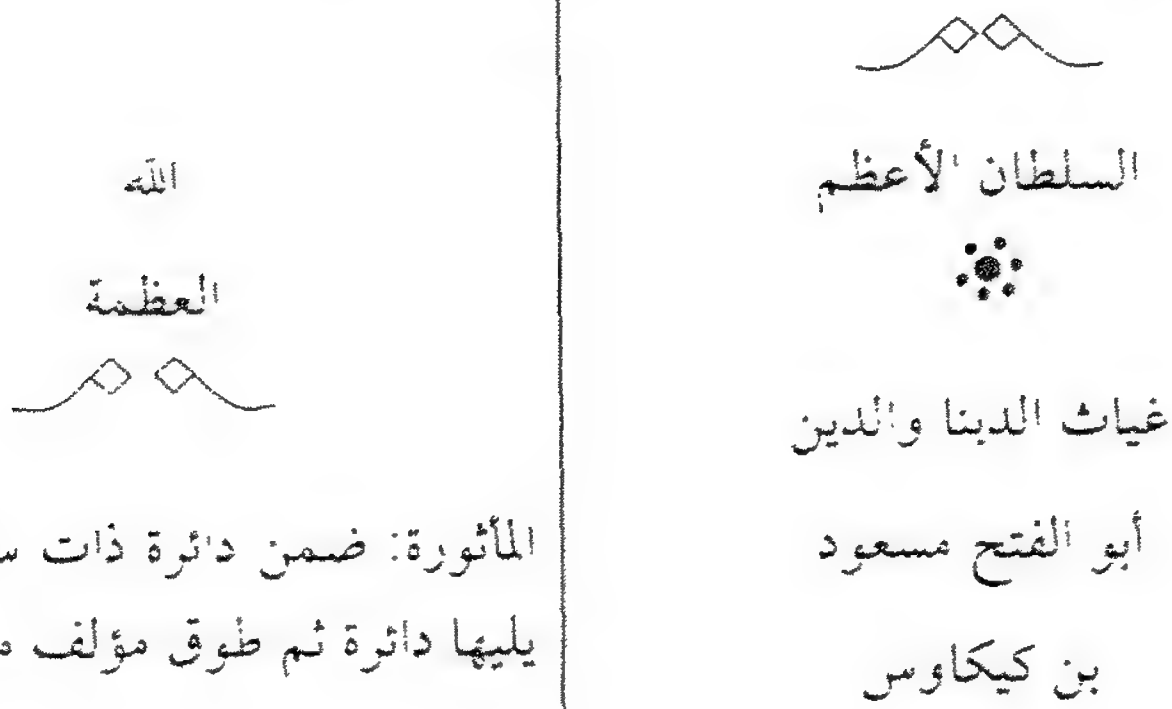 السلطان الأعظم
غياث الدينا والدين
أبو الفتح مسعود
بن كيكاوس
الله
العظمة
المأثورة: ضمن دائرة ذات
يليها دائرة ثم طوق مؤلف